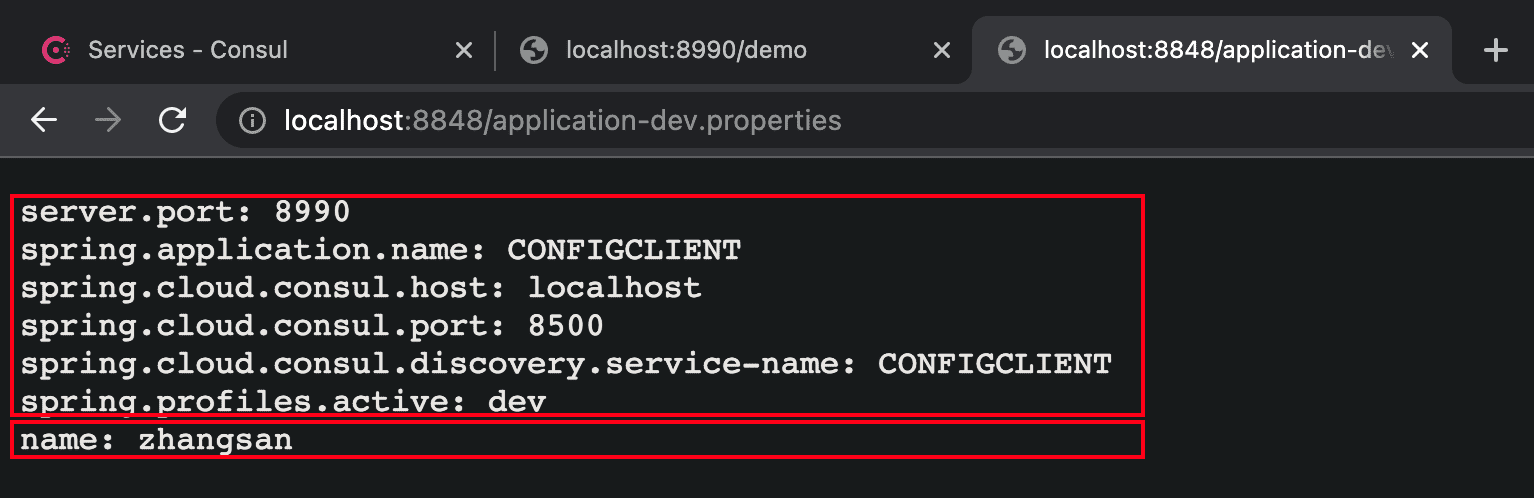 Services - Consul
localhost:8990/demo
localhost:8848/application-dev
localhost:8848/application-dev.properties
server.port: 8990
spring.application.name: CONFIGCLIENT
spring.cloud.consul.host: localhost
spring.cloud.consul.port: 8500
spring.cloud.consul.discovery.service-name: CONFIGCLIENT
spring.profiles.active: dev
name: zhangsan